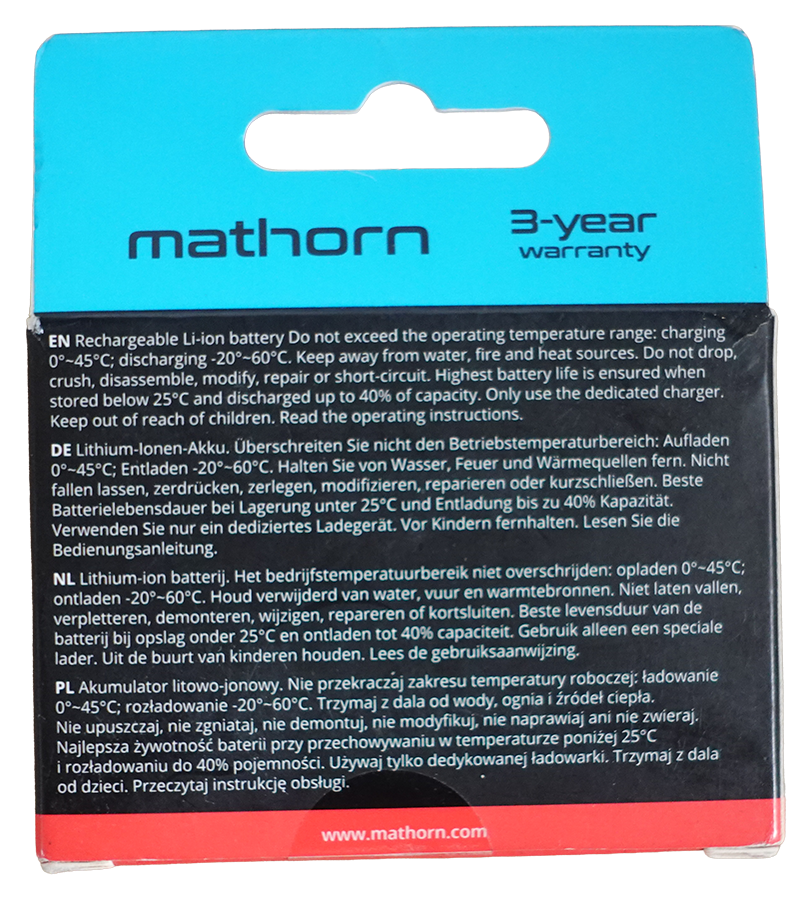 mathorn
3-year
warranty
EN Rechargeable Li-ion battery Do not exceed the operating temperature range: charging
0°~45°C; discharging -20°~60°C. Keep away from water, fire and heat sources. Do not drop,
crush, disassemble, modify, repair or short-circuit. Highest battery life is ensured when
stored below 25°C and discharged up to 40% of capacity. Only use the dedicated charger.
Keep out of reach of children. Read the operating instructions.
DE Lithium-Ionen-Akku. Überschreiten Sie nicht den Betriebstemperaturbereich: Aufladen
0°~45°C; Entladen -20°~60°C. Halten Sie von Wasser, Feuer und Wärmequellen fern. Nicht
fallen lassen, zerdrücken, zerlegen, modifizieren, reparieren oder kurzschließen. Beste
Batterielebensdauer bei Lagerung unter 25°C und Entladung bis zu 40% Kapazität.
Verwenden Sie nur ein dediziertes Ladegerät. Vor Kindern fernhalten. Lesen Sie die
Bedienungsanleitung.
NL Lithium-ion batterij. Het bedrijfstemperatuurbereik niet overschrijden: opladen 0°~45°C;
ontladen -20°~60°C. Houd verwijderd van water, vuur en warmtebronnen. Niet laten vallen,
verpletteren, demonteren, wijzigen, repareren of kortsluiten. Beste levensduur van de
batterij bij opslag onder 25°C en ontladen tot 40% capaciteit. Gebruik alleen een speciale
lader. Uit de buurt van kinderen houden. Lees de gebruiksaanwijzing.
PL Akumulator litowo-jonowy. Nie przekraczaj zakresu temperatury roboczej: ładowanie
0°~45°C; rozładowanie -20°~60°C. Trzymaj z dala od wody, ognia i źródeł ciepła.
Nie upuszczaj, nie zgniataj, nie demontuj, nie modyfikuj, nie naprawiaj ani nie zwieraj.
Najlepsza żywotność baterii przy przechowywaniu w temperaturze poniżej 25°C
i rozładowaniu do 40% pojemności. Używaj tylko dedykowanej ładowarki. Trzymaj z dala
od dzieci. Przeczytaj instrukcję obsługi.
www.mathorn.com